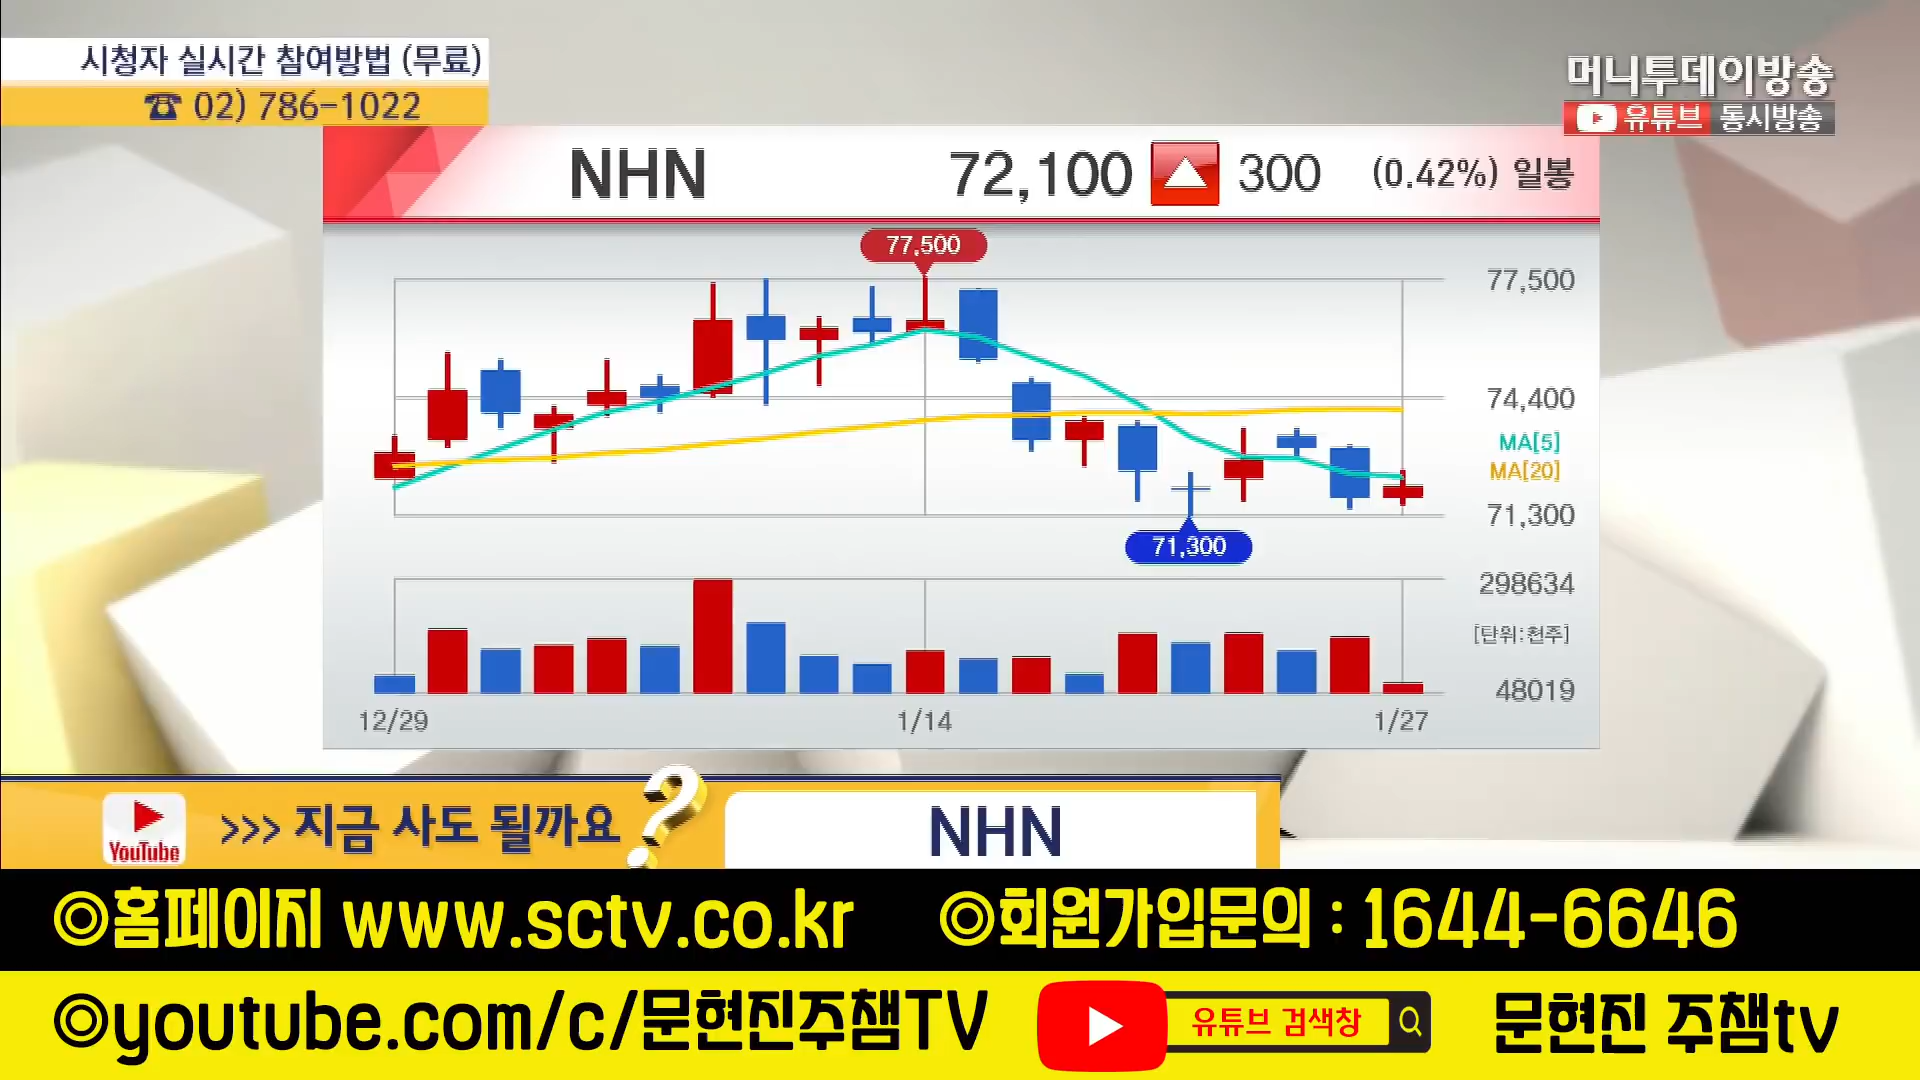 시청자 실시간 참여방법 (무료)
☎ 02) 786-1022
머니투데이방송
유튜브 동시방송
NHN 72,100 ▲ 300 (0.42%) 일봉
77,500
77,500
74,400
MA[5]
MA[20]
71,300
71,300
298634
[단위:천주]
48019
12/29 1/14 1/27
YouTube
>>> 지금 사도 될까요?
NHN
◎홈페이지 www.sctv.co.kr ◎회원가입문의 : 1644-6646
◎youtube.com/c/문현진주챔TV 유튜브 검색창 문현진 주챔tv